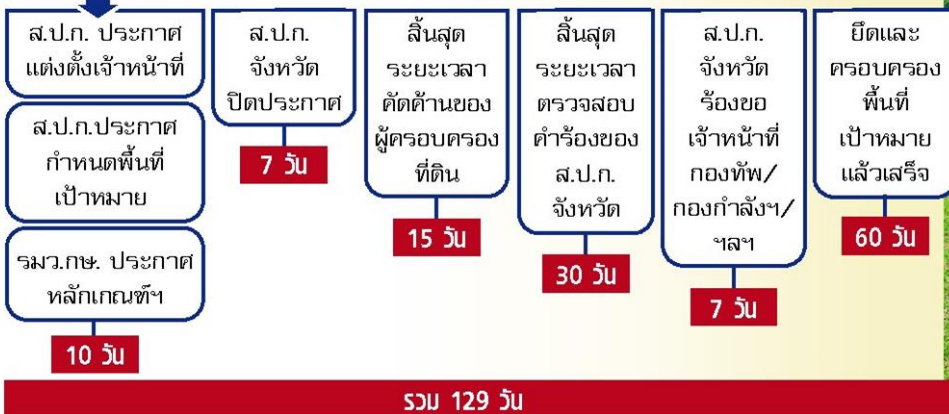 ส.ป.ก. ประกาศ
แต่งตั้งเจ้าหน้าที่
ส.ป.ก.ประกาศ
กำหนดพื้นที่
เป้าหมาย
รมว.กษ. ประกาศ
หลักเกณฑ์ฯ
10 วัน
ส.ป.ก.
จังหวัด
ปิดประกาศ
7 วัน
สิ้นสุด
ระยะเวลา
คัดค้านของ
ผู้ครอบครอง
ที่ดิน
15 วัน
สิ้นสุด
ระยะเวลา
ตรวจสอบ
คำร้องของ
ส.ป.ก.
จังหวัด
30 วัน
ส.ป.ก.
จังหวัด
ร้องขอ
เจ้าหน้าที่
กองทัพ/
กองกำลังฯ/
ฯลฯ
7 วัน
ยึดและ
ครอบครอง
พื้นที่
เป้าหมาย
แล้วเสร็จ
60 วัน
รวม 129 วัน